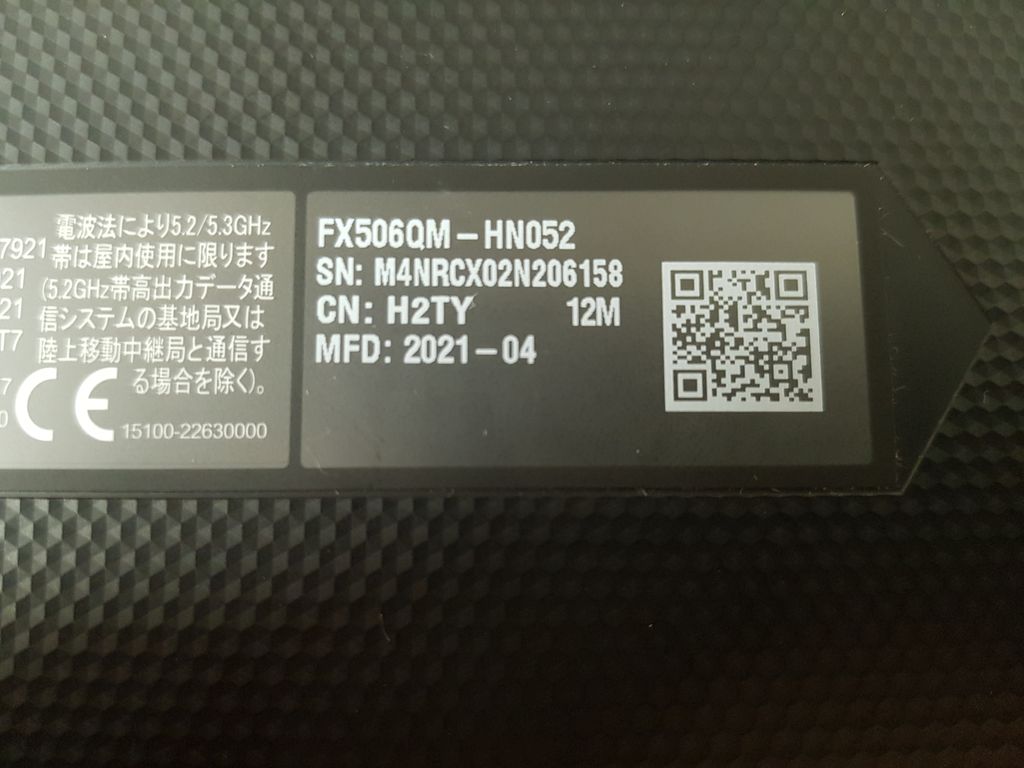 電波法により5.2/5.3GHz
7921 帯は屋内使用に限ります
21 (5.2GHz帯高出力データ通
21 信システムの基地局又は
T7 陸上移動中継局と通信す
7 る場合を除く)。
0 CE 15100-22630000
FX506QM-HN052
SN: M4NRCX02N206158
CN: H2TY 12M
MFD: 2021-04